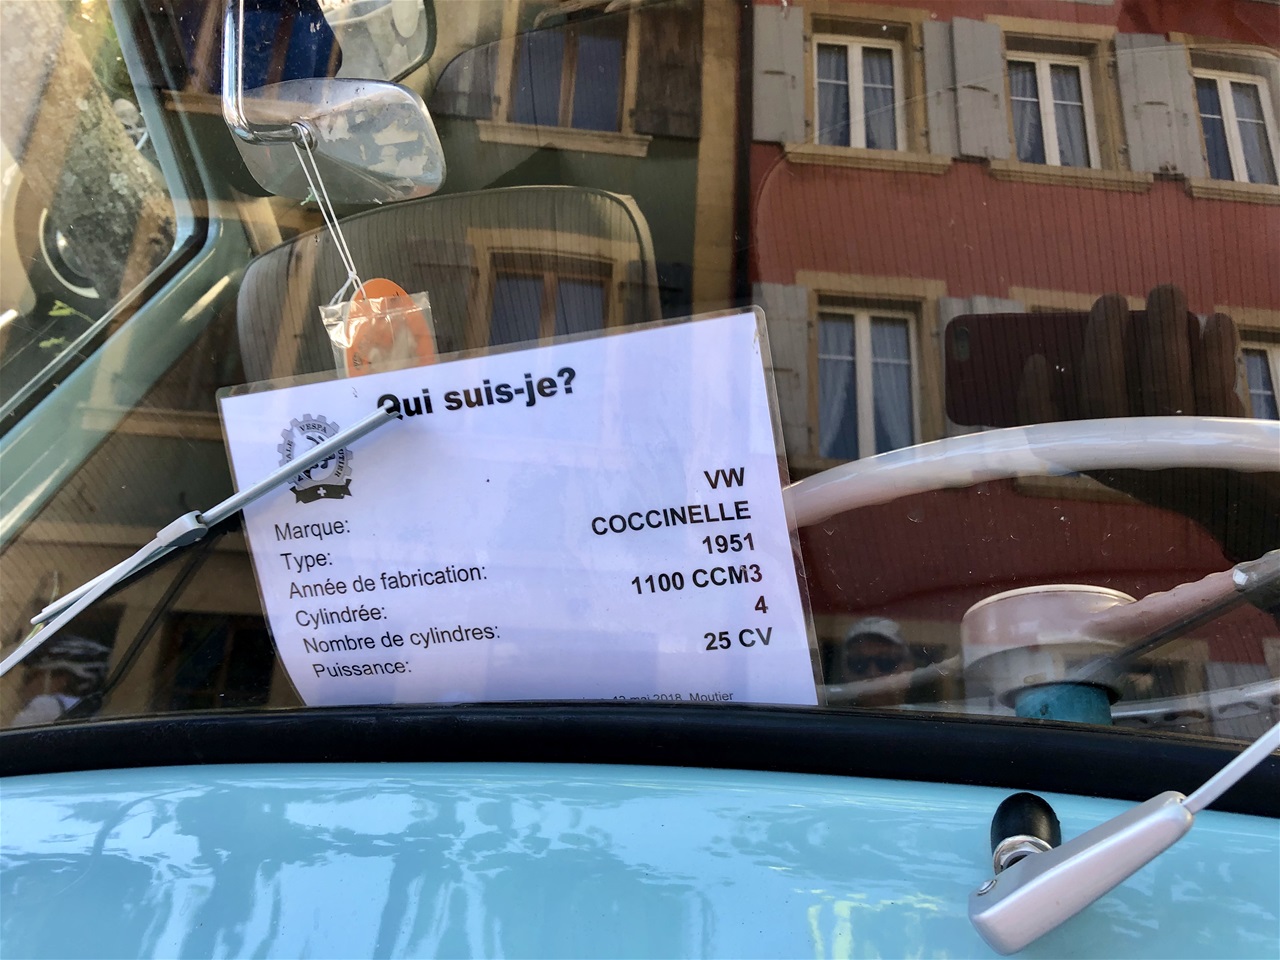 Qui suis-je?
VESPA
Marque: VW
Type: COCCINELLE
Année de fabrication: 1951
Cylindrée: 1100 CCM3
Nombre de cylindres: 4
Puissance: 25 CV
mai 2018, Moutier